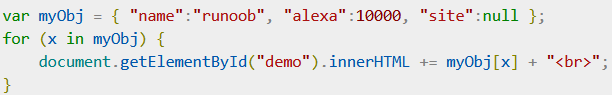 var myObj = { "name":"runoob", "alexa":10000, "site":null };
for (x in myObj) {
    document.getElementById("demo").innerHTML += myObj[x] + "<br>";
}